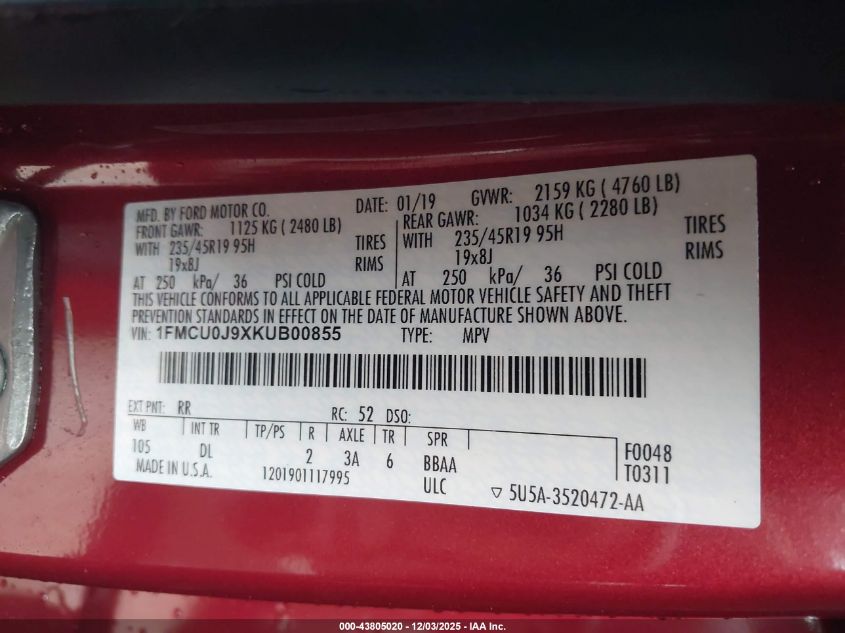 MFD. BY FORD MOTOR CO. DATE: 01/19 GVWR: 2159 KG ( 4760 LB)
FRONT GAWR: 1125 KG ( 2480 LB) REAR GAWR: 1034 KG ( 2280 LB)
WITH 235/45R19 95H TIRES WITH 235/45R19 95H TIRES
19x8J RIMS 19x8J RIMS
AT 250 kPa/ 36 PSI COLD AT 250 kPa/ 36 PSI COLD
THIS VEHICLE CONFORMS TO ALL APPLICABLE FEDERAL MOTOR VEHICLE SAFETY AND THEFT
PREVENTION STANDARDS IN EFFECT ON THE DATE OF MANUFACTURE SHOWN ABOVE.
VIN: 1FMCU0J9XKUB00855 TYPE: MPV
EXT PNT: RR RC: 52 DSO:
WB INT TR TP/PS R AXLE TR SPR
105 DL 2 3A 6 BBAA F0048
MADE IN U.S.A. 1201901117995 ULC T0311
▽ 5U5A-3520472-AA
000-43805020 - 12/03/2025 - IAA Inc.